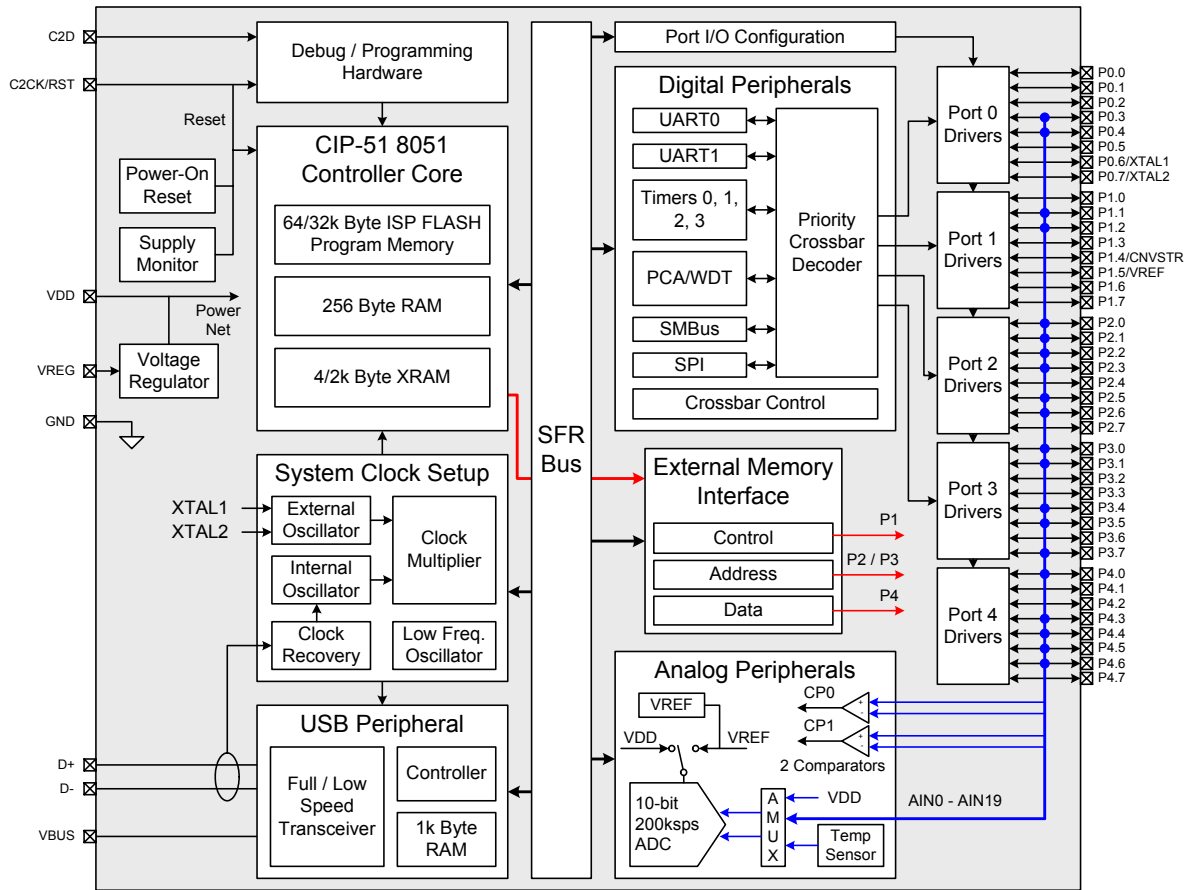 C2D
C2CK/RST
Debug / Programming
Hardware
Reset
Power-On
Reset
Supply
Monitor
VDD
Power
Net
VREG
Voltage
Regulator
GND
CIP-51 8051
Controller Core
64/32k Byte ISP FLASH
Program Memory
256 Byte RAM
4/2k Byte XRAM
System Clock Setup
XTAL1
XTAL2
External
Oscillator
Internal
Oscillator
Clock
Multiplier
Clock
Recovery
Low Freq.
Oscillator
USB Peripheral
D+
D-
VBUS
Full / Low
Speed
Transceiver
Controller
1k Byte
RAM
SFR
Bus
Port I/O Configuration
Digital Peripherals
UART0
UART1
Timers 0, 1,
2, 3
PCA/WDT
SMBus
SPI
Priority
Crossbar
Decoder
Crossbar Control
External Memory
Interface
Control
Address
Data
P1
P2 / P3
P4
Analog Peripherals
VREF
VDD
VREF
CP0
+
-
CP1
+
-
2 Comparators
10-bit
200ksps
ADC
A
M
U
X
VDD
Temp
Sensor
AIN0 - AIN19
Port 0
Drivers
Port 1
Drivers
Port 2
Drivers
Port 3
Drivers
Port 4
Drivers
P0.0
P0.1
P0.2
P0.3
P0.4
P0.5
P0.6/XTAL1
P0.7/XTAL2
P1.0
P1.1
P1.2
P1.3
P1.4/CNVSTR
P1.5/VREF
P1.6
P1.7
P2.0
P2.1
P2.2
P2.3
P2.4
P2.5
P2.6
P2.7
P3.0
P3.1
P3.2
P3.3
P3.4
P3.5
P3.6
P3.7
P4.0
P4.1
P4.2
P4.3
P4.4
P4.5
P4.6
P4.7